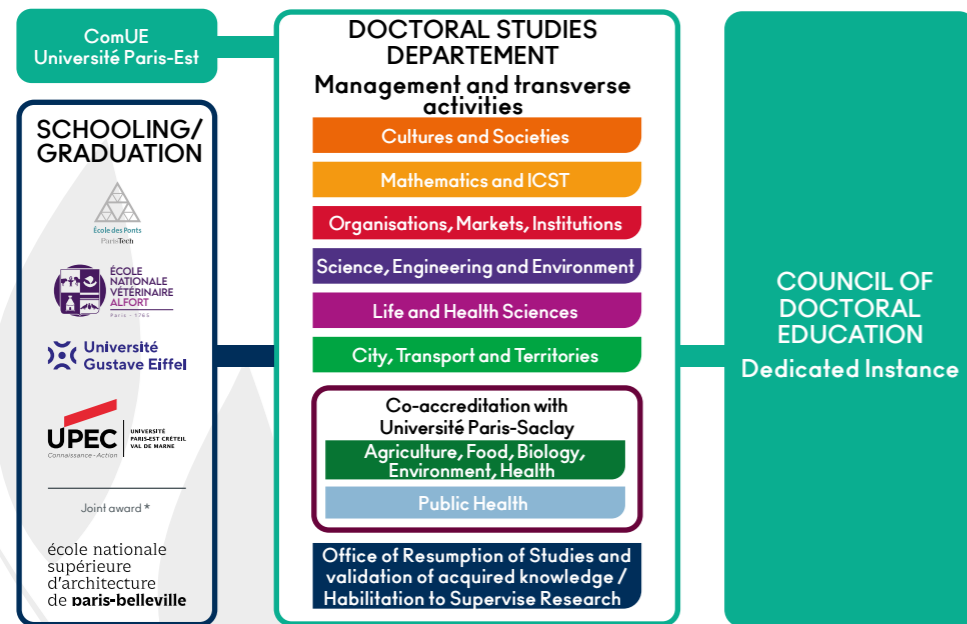 ComUE
Université Paris-Est
SCHOOLING/
GRADUATION
École des Ponts
ParisTech
ÉCOLE
NATIONALE
VÉTÉRINAIRE
ALFORT
Paris - 1765
Université
Gustave Eiffel
UPEC
Connaissance - Action
UNIVERSITÉ
PARIS-EST CRÉTEIL
VAL DE MARNE
Joint award *
école nationale
supérieure
d'architecture
de paris-belleville
DOCTORAL STUDIES
DEPARTEMENT
Management and transverse
activities
Cultures and Societies
Mathematics and ICST
Organisations, Markets, Institutions
Science, Engineering and Environment
Life and Health Sciences
City, Transport and Territories
Co-accreditation with
Université Paris-Saclay
Agriculture, Food, Biology,
Environment, Health
Public Health
Office of Resumption of Studies and
validation of acquired knowledge /
Habilitation to Supervise Research
COUNCIL OF
DOCTORAL
EDUCATION
Dedicated Instance